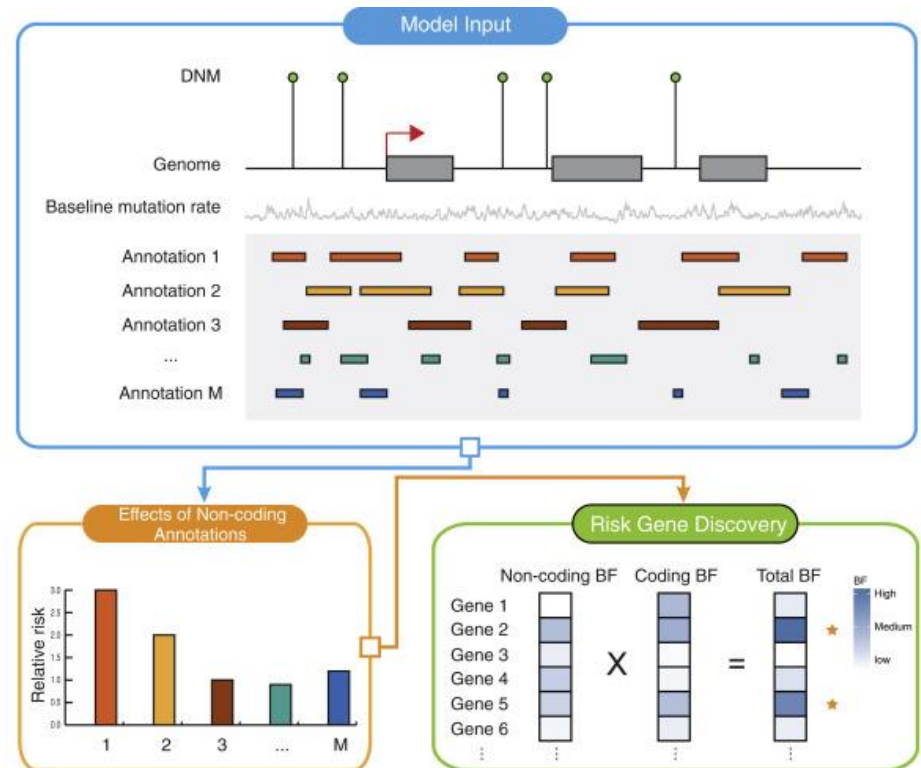 Model Input
DNM
Genome
Baseline mutation rate
Annotation 1
Annotation 2
Annotation 3
...
Annotation M
Effects of Non-coding
Annotations
Relative risk
3.0
2.5
2.0
1.5
1.0
0.5
0.0
1 2 3 ... M
Risk Gene Discovery
Non-coding BF Coding BF Total BF
Gene 1
Gene 2
Gene 3
Gene 4
Gene 5
Gene 6
X =
BF
High
Medium
low